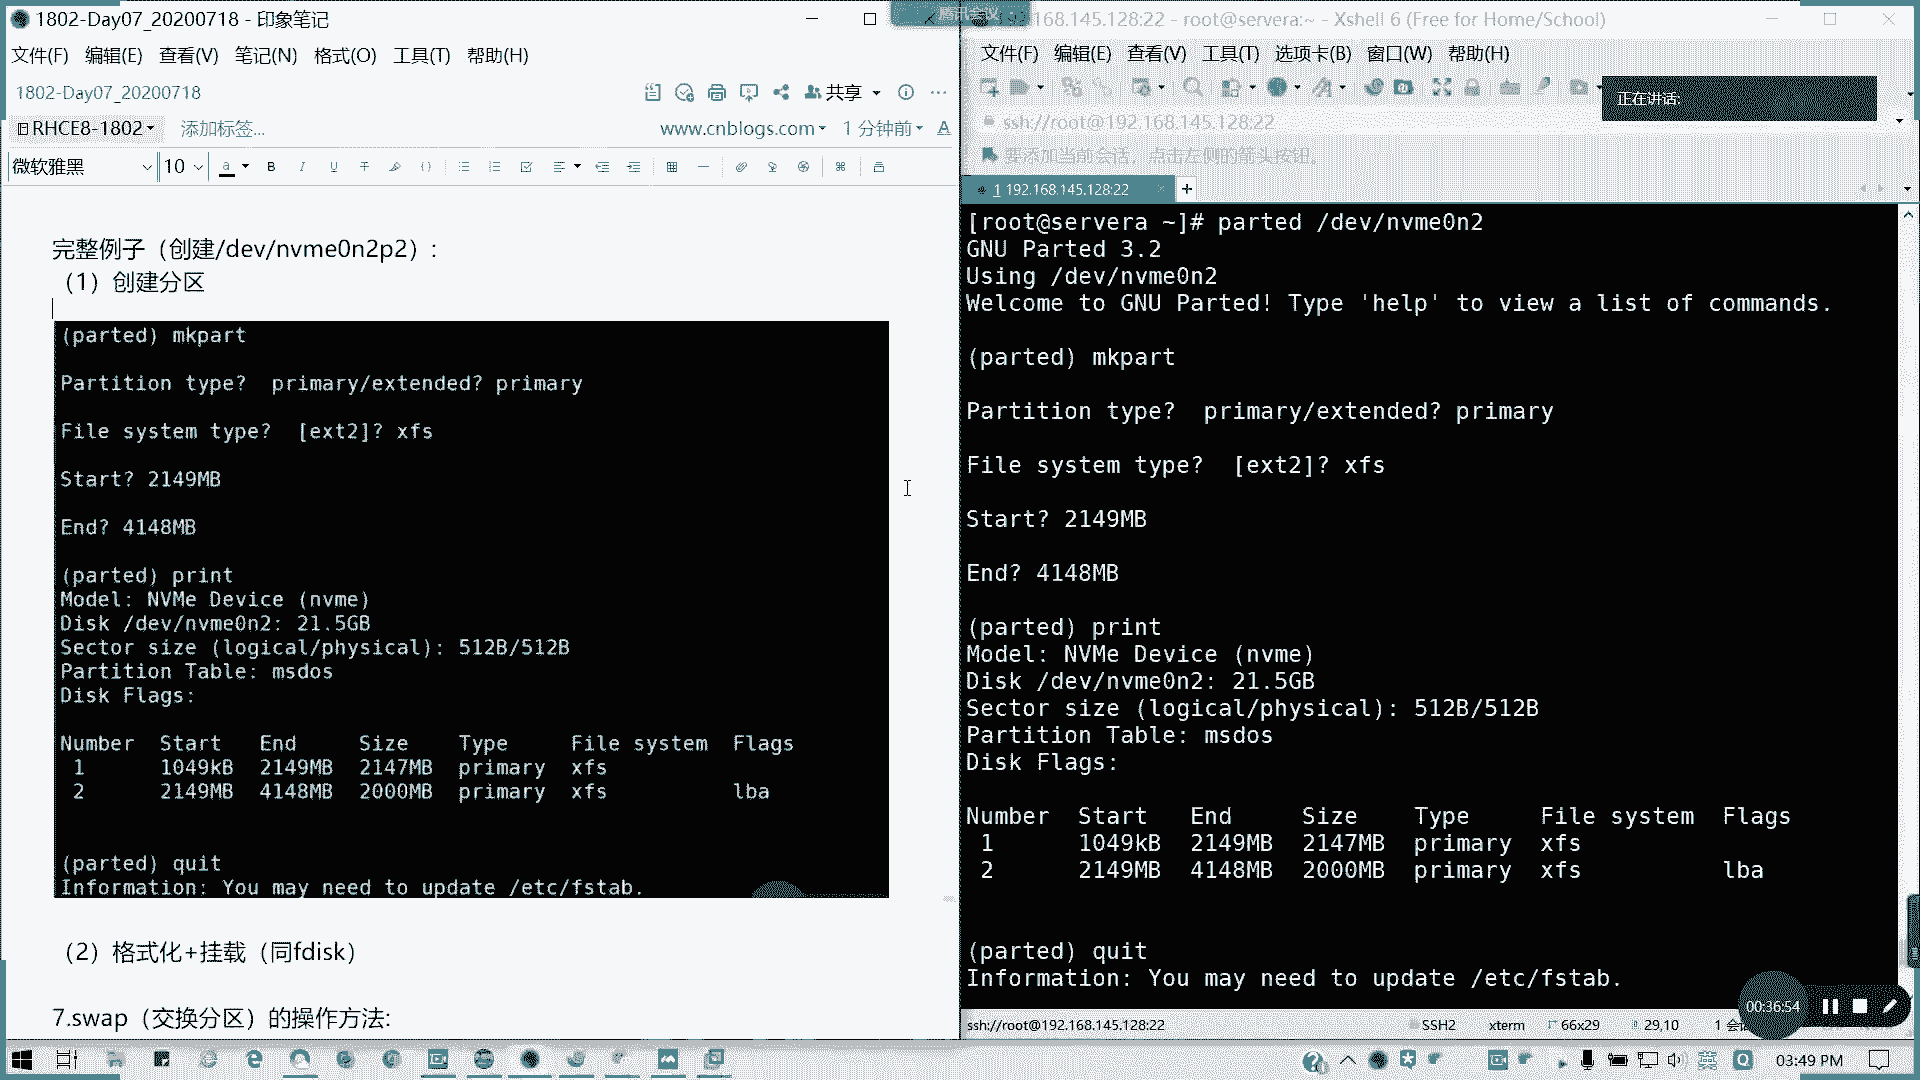 1802-Day07_20200718 - 印象笔记
文件(F) 编辑(E) 查看(V) 笔记(N) 格式(O) 工具(T) 帮助(H)
1802-Day07_20200718
共享
RHCE8-1802 添加标签...
www.cnblogs.com 1 分钟前
微软雅黑 10
完整例子（创建/dev/nvme0n2p2）:
（1）创建分区
(parted) mkpart
Partition type?  primary/extended? primary
File system type?  [ext2]? xfs
Start? 2149MB
End? 4148MB
(parted) print
Model: NVMe Device (nvme)
Disk /dev/nvme0n2: 21.5GB
Sector size (logical/physical): 512B/512B
Partition Table: msdos
Disk Flags:
Number  Start   End     Size    Type     File system  Flags
1      1049kB  2149MB  2147MB  primary  xfs
2      2149MB  4148MB  2000MB  primary  xfs          lba
(parted) quit
Information: You may need to update /etc/fstab.
（2）格式化+挂载（同fdisk）
7.swap（交换分区）的操作方法:
腾讯会议
192.168.145.128:22 - root@servera:~ - Xshell 6 (Free for Home/School)
文件(F) 编辑(E) 查看(V) 工具(T) 选项卡(B) 窗口(W) 帮助(H)
正在讲话:
ssh://root@192.168.145.128:22
要添加当前会话，点击左侧的箭头按钮。
1 192.168.145.128:22
[root@servera ~]# parted /dev/nvme0n2
GNU Parted 3.2
Using /dev/nvme0n2
Welcome to GNU Parted! Type 'help' to view a list of commands.
(parted) mkpart
Partition type?  primary/extended? primary
File system type?  [ext2]? xfs
Start? 2149MB
End? 4148MB
(parted) print
Model: NVMe Device (nvme)
Disk /dev/nvme0n2: 21.5GB
Sector size (logical/physical): 512B/512B
Partition Table: msdos
Disk Flags:
Number  Start   End     Size    Type     File system  Flags
1      1049kB  2149MB  2147MB  primary  xfs
2      2149MB  4148MB  2000MB  primary  xfs          lba
(parted) quit
Information: You may need to update /etc/fstab.
00:36:54
ssh://root@192.168.145.128:22 SSH2 xterm 66x29 29,10 1 会
英 03:49 PM